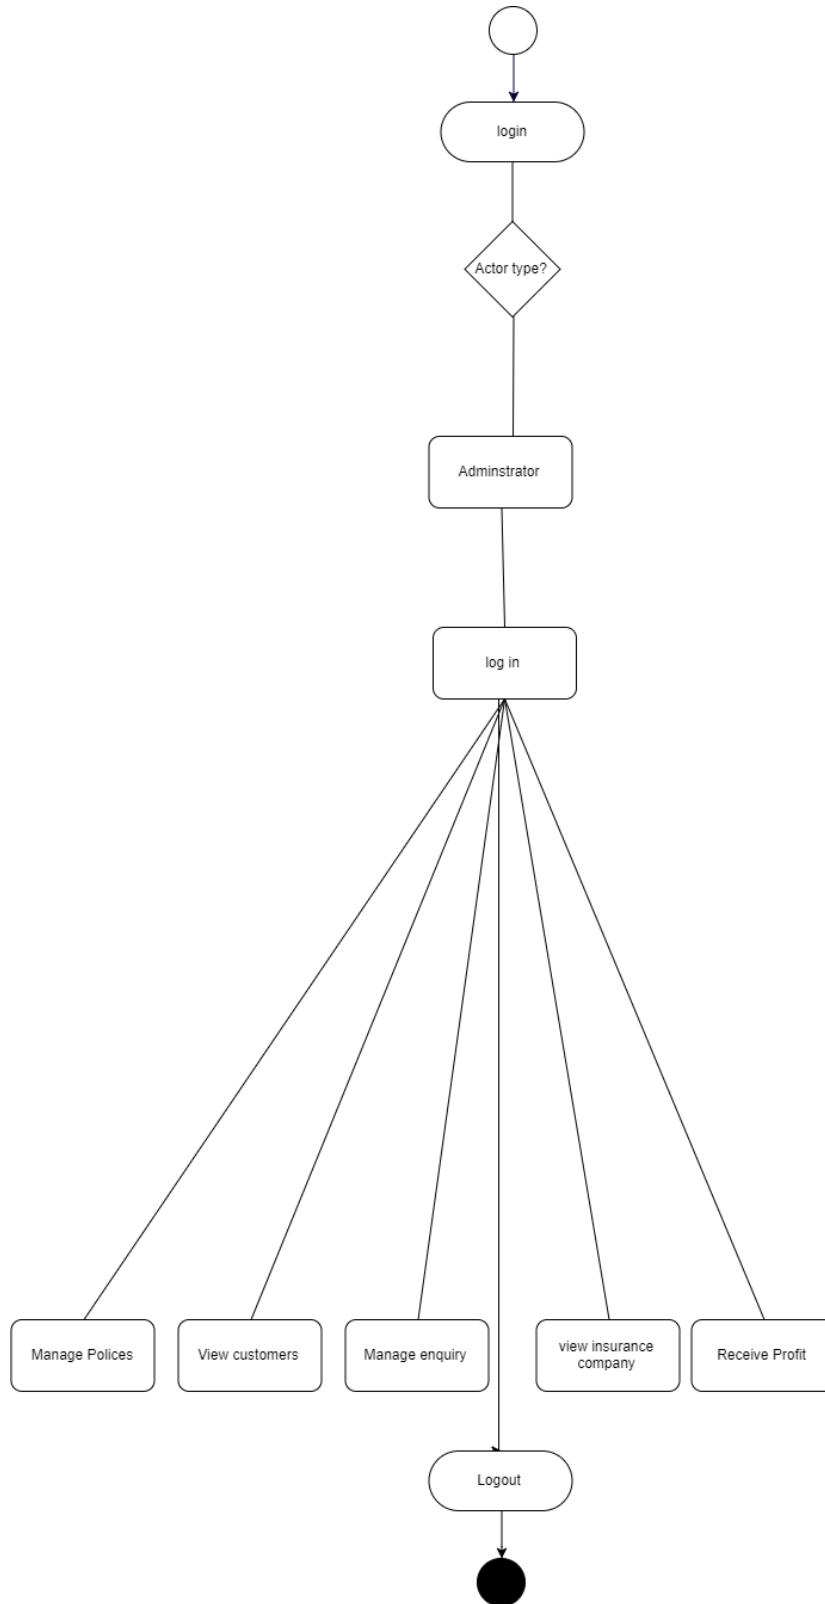 login
Actor type?
Adminstrator
log in
Manage Polices
View customers
Manage enquiry
view insurance
company
Receive Profit
Logout